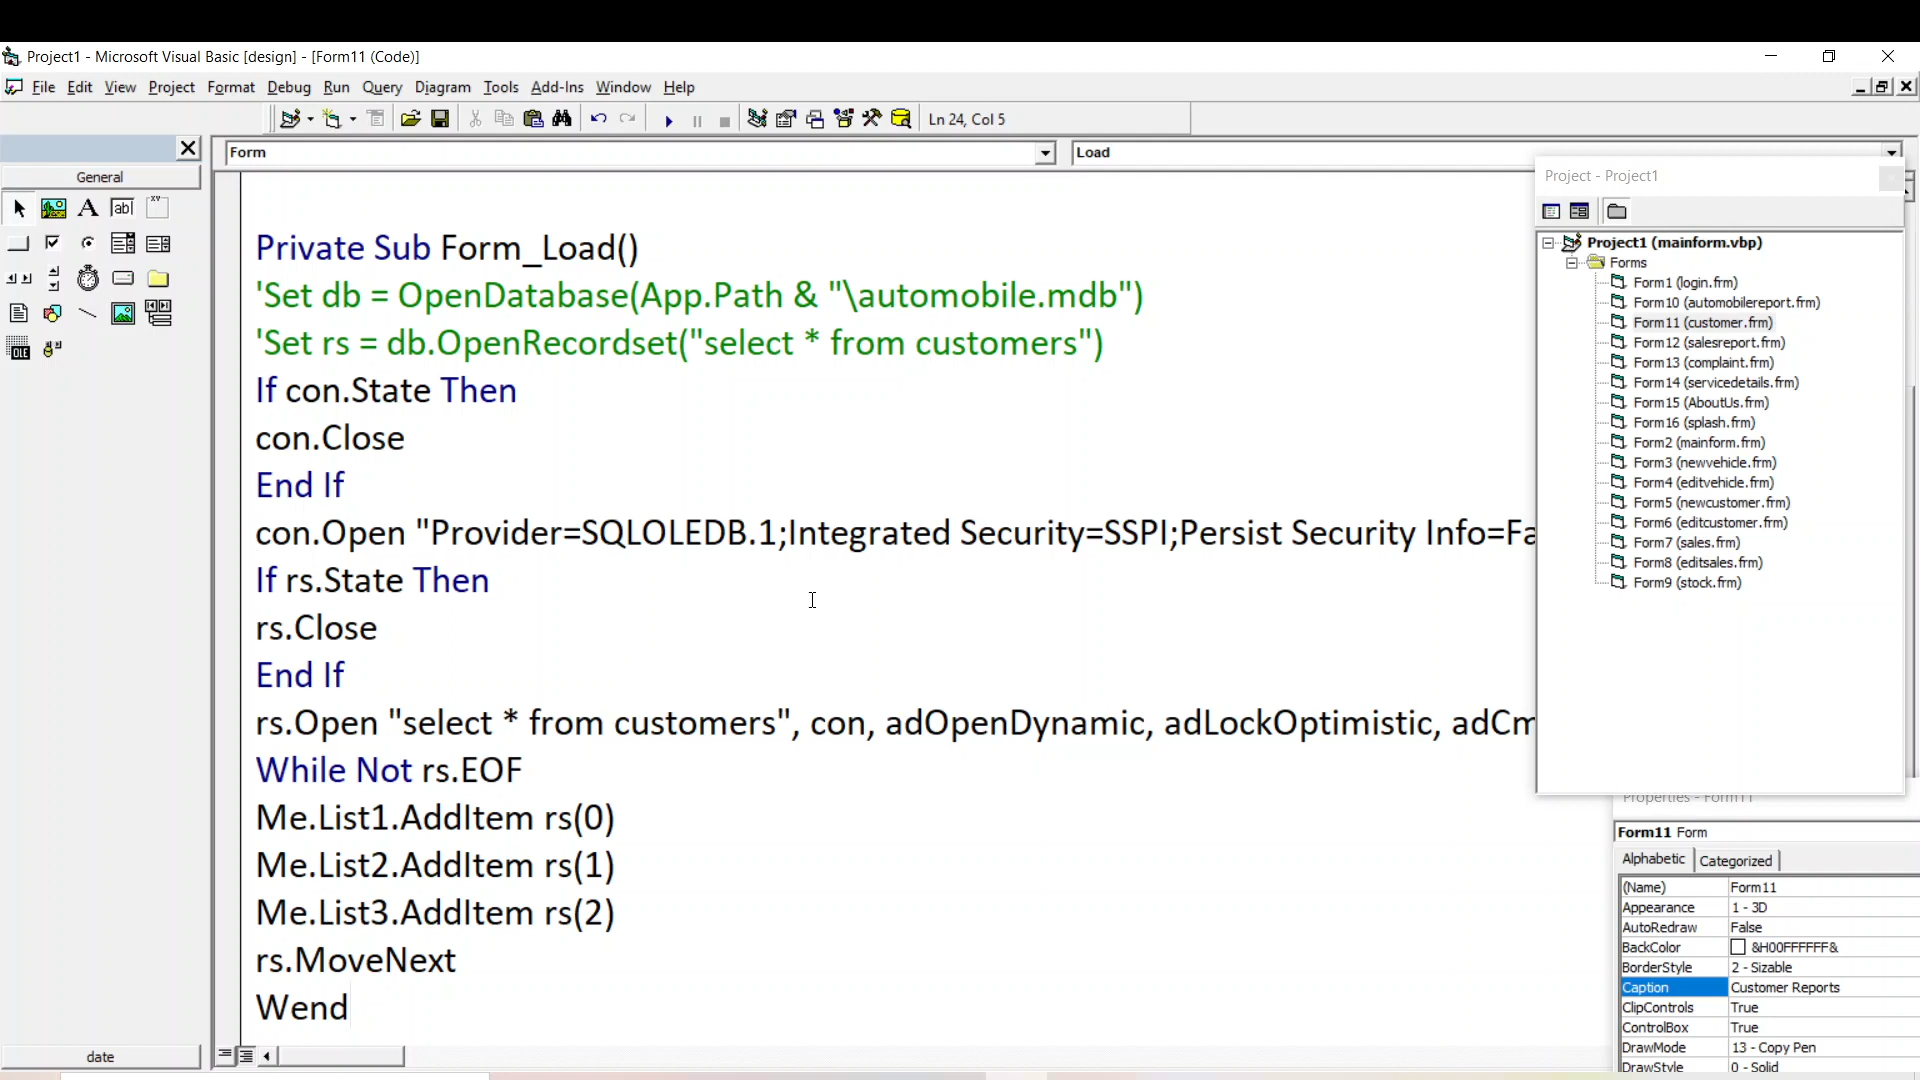 Project1 - Microsoft Visual Basic [design] - [Form11 (Code)]
File Edit View Project Format Debug Run Query Diagram Tools Add-Ins Window Help
Ln 24, Col 5
General
Form
Load
Private Sub Form_Load()
'Set db = OpenDatabase(App.Path & "\automobile.mdb")
'Set rs = db.OpenRecordset("select * from customers")
If con.State Then
con.Close
End If
con.Open "Provider=SQLOLEDB.1;Integrated Security=SSPI;Persist Security Info=Fa
If rs.State Then
rs.Close
End If
rs.Open "select * from customers", con, adOpenDynamic, adLockOptimistic, adCm
While Not rs.EOF
Me.List1.AddItem rs(0)
Me.List2.AddItem rs(1)
Me.List3.AddItem rs(2)
rs.MoveNext
Wend
date
Project - Project1
Project1 (mainform.vbp)
Forms
Form1 (login.frm)
Form10 (automobilereport.frm)
Form11 (customer.frm)
Form12 (salesreport.frm)
Form13 (complaint.frm)
Form14 (servicedetails.frm)
Form15 (AboutUs.frm)
Form16 (splash.frm)
Form2 (mainform.frm)
Form3 (newvehicle.frm)
Form4 (editvehicle.frm)
Form5 (newcustomer.frm)
Form6 (editcustomer.frm)
Form7 (sales.frm)
Form8 (editsales.frm)
Form9 (stock.frm)
Properties - Form11
Form11 Form
Alphabetic Categorized
(Name) Form11
Appearance 1 - 3D
AutoRedraw False
BackColor &H00FFFFFF&
BorderStyle 2 - Sizable
Caption Customer Reports
ClipControls True
ControlBox True
DrawMode 13 - Copy Pen
DrawStyle 0 - Solid